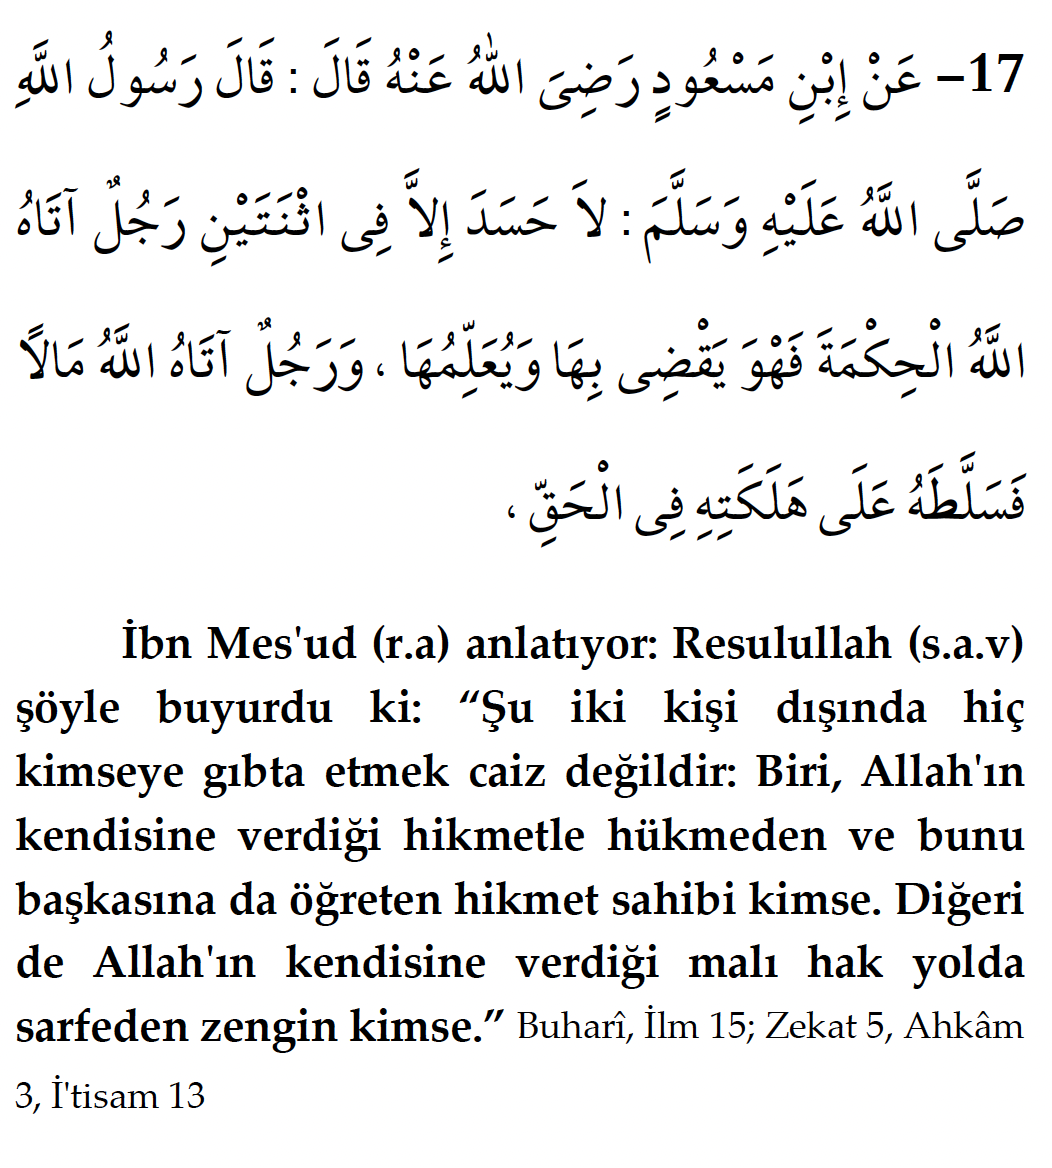 17– عَنْ إِبْنِ مَسْعُودٍ رَضِىَ اللهُ عَنْهُ قَالَ : قَالَ رَسُولُ اللَّهِ
صَلَّى اللَّهُ عَلَيْهِ وَسَلَّمَ : لاَ حَسَدَ إِلاَّ فِى اثْنَتَيْنِ رَجُلٌ آتَاهُ
اللَّهُ الْحِكْمَةَ فَهْوَ يَقْضِى بِهَا وَيُعَلِّمُهَا ، وَرَجُلٌ آتَاهُ اللَّهُ مَالاً
فَسَلَّطَهُ عَلَى هَلَكَتِهِ فِى الْحَقِّ ،
İbn Mes'ud (r.a) anlatıyor: Resulullah (s.a.v)
şöyle buyurdu ki: “Şu iki kişi dışında hiç
kimseye gıbta etmek caiz değildir: Biri, Allah'ın
kendisine verdiği hikmetle hükmeden ve bunu
başkasına da öğreten hikmet sahibi kimse. Diğeri
de Allah'ın kendisine verdiği malı hak yolda
sarfeden zengin kimse.” Buharî, İlm 15; Zekat 5, Ahkâm
3, İ'tisam 13